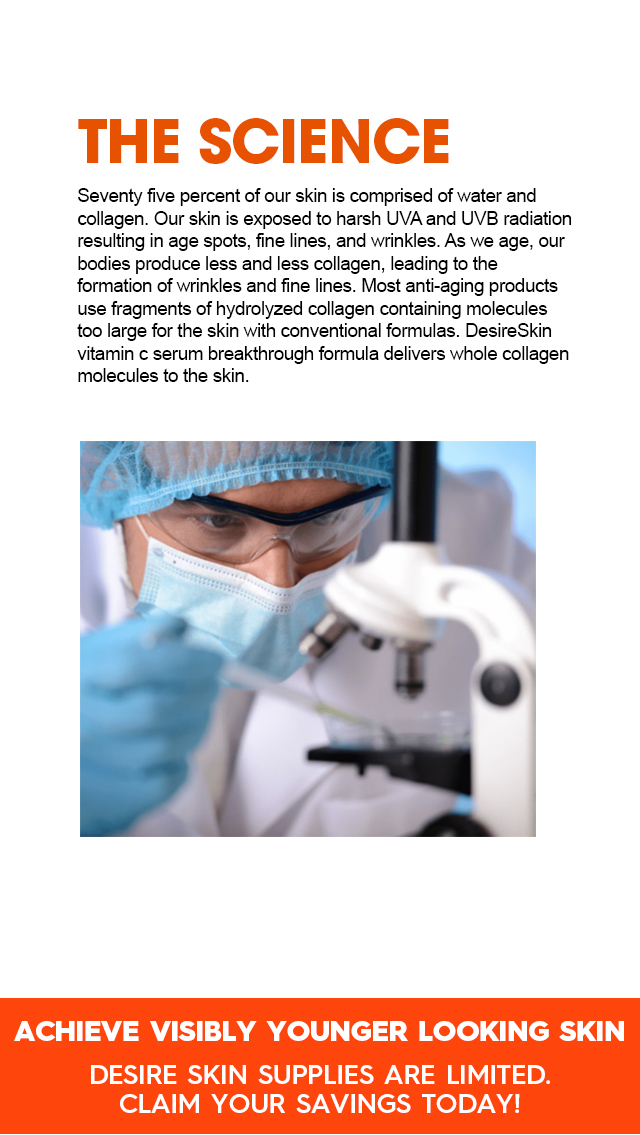 THE SCIENCE
Seventy five percent of our skin is comprised of water and
collagen. Our skin is exposed to harsh UVA and UVB radiation
resulting in age spots, fine lines, and wrinkles. As we age, our
bodies produce less and less collagen, leading to the
formation of wrinkles and fine lines. Most anti-aging products
use fragments of hydrolyzed collagen containing molecules
too large for the skin with conventional formulas. DesireSkin
vitamin c serum breakthrough formula delivers whole collagen
molecules to the skin.
ACHIEVE VISIBLY YOUNGER LOOKING SKIN
DESIRE SKIN SUPPLIES ARE LIMITED.
CLAIM YOUR SAVINGS TODAY!